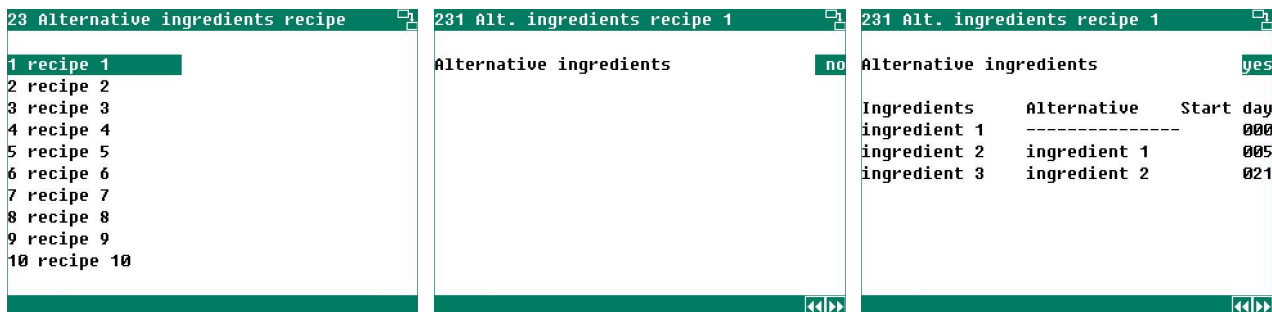 23 Alternative ingredients recipe
1 recipe 1
2 recipe 2
3 recipe 3
4 recipe 4
5 recipe 5
6 recipe 6
7 recipe 7
8 recipe 8
9 recipe 9
10 recipe 10
231 Alt. ingredients recipe 1
Alternative ingredients no
231 Alt. ingredients recipe 1
Alternative ingredients yes
Ingredients Alternative Start day
ingredient 1 --------------- 000
ingredient 2 ingredient 1 005
ingredient 3 ingredient 2 021